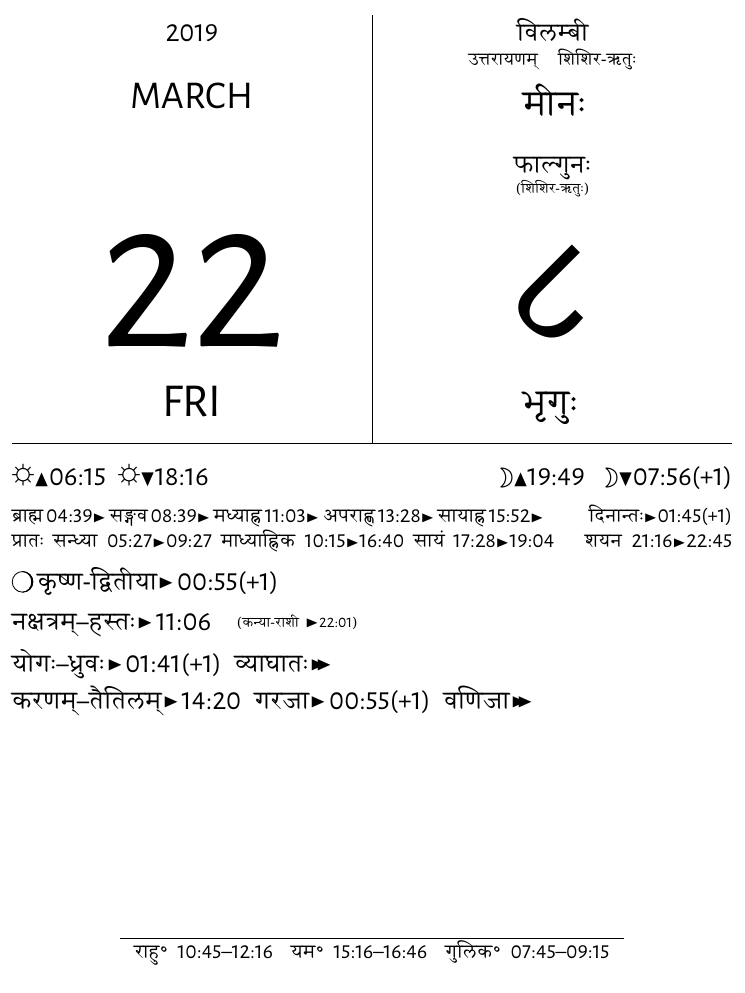 2019
MARCH
22
FRI
विलम्बी
उत्तरायणम् शिशिर-ऋतुः
मीनः
फाल्गुनः
(शिशिर-ऋतुः)
८
भृगुः
☼▲06:15 ☼▼18:16 ☽▲19:49 ☽▼07:56(+1)
ब्राह्म 04:39► सङ्गव 08:39► मध्याह्न 11:03► अपराह्ण 13:28► सायाह्न 15:52► दिनान्तः►01:45(+1)
प्रातः सन्ध्या 05:27►09:27 माध्याह्निक 10:15►16:40 सायं 17:28►19:04 शयन 21:16►22:45
○कृष्ण-द्वितीया►00:55(+1)
नक्षत्रम्–हस्तः►11:06 (कन्या-राशी ►22:01)
योगः–ध्रुवः►01:41(+1) व्याघातः►►
करणम्–तैतिलम्►14:20 गरजा►00:55(+1) वणिजा►►
राहु॰ 10:45–12:16 यम॰ 15:16–16:46 गुलिक॰ 07:45–09:15